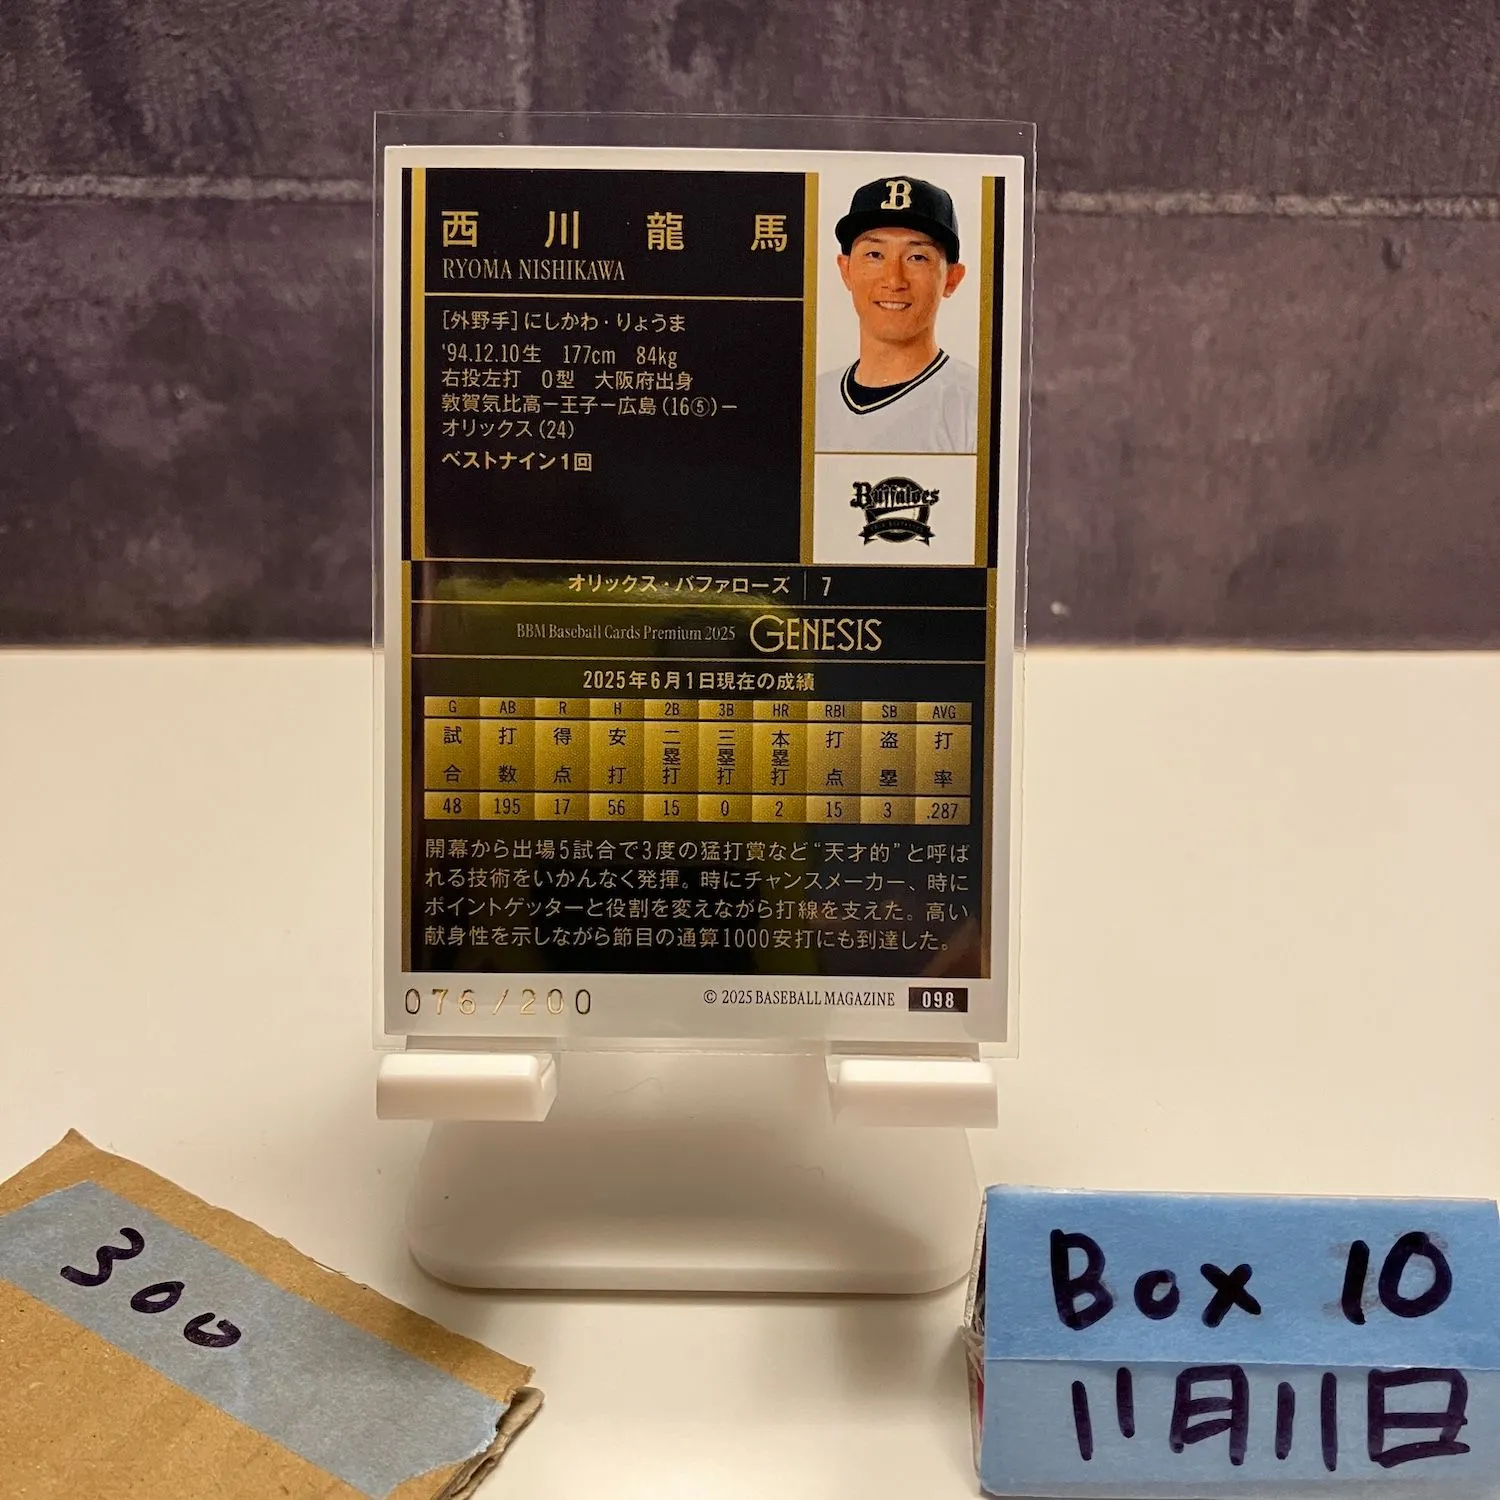 B
西川龍馬
RYOMA NISHIKAWA
[外野手]にしかわ・りょうま
'94.12.10生 177cm 84kg
右投左打 O型 大阪府出身
敦賀気比高ー王子ー広島(16⑤)ー
オリックス(24)
ベストナイン1回
Buffaloes
オリックス・バファローズ 7
BBM Baseball Cards Premium 2025 GENESIS
2025年6月1日現在の成績
G AB R H 2B 3B HR RBI SB AVG
試合 打数 得点 安打 二塁打 三塁打 本塁打 打点 盗塁 打率
48 195 17 56 15 0 2 15 3 .287
開幕から出場5試合で3度の猛打賞など“天才的”と呼ば
れる技術をいかんなく発揮。時にチャンスメーカー、時に
ポイントゲッターと役割を変えながら打線を支えた。高い
献身性を示しながら節目の通算1000安打にも到達した。
076/200
© 2025 BASEBALL MAGAZINE 098
300
Box 10
11月11日